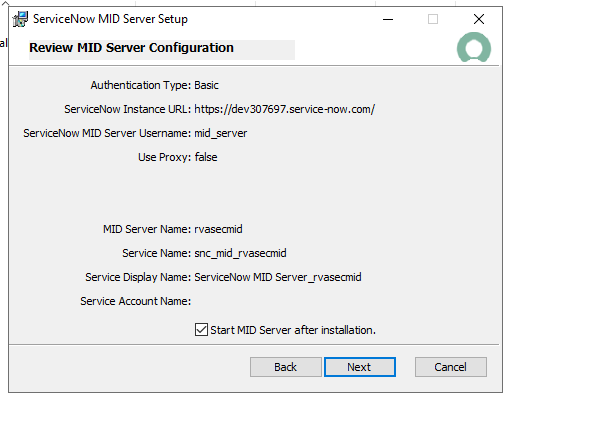 ServiceNow MID Server Setup
al
Review MID Server Configuration
Authentication Type: Basic
ServiceNow Instance URL: https://dev307697.service-now.com/
ServiceNow MID Server Username: mid_server
Use Proxy: false
MID Server Name: rvasecmid
Service Name: snc_mid_rvasecmid
Service Display Name: ServiceNow MID Server_rvasecmid
Service Account Name:
Start MID Server after installation.
Back Next Cancel